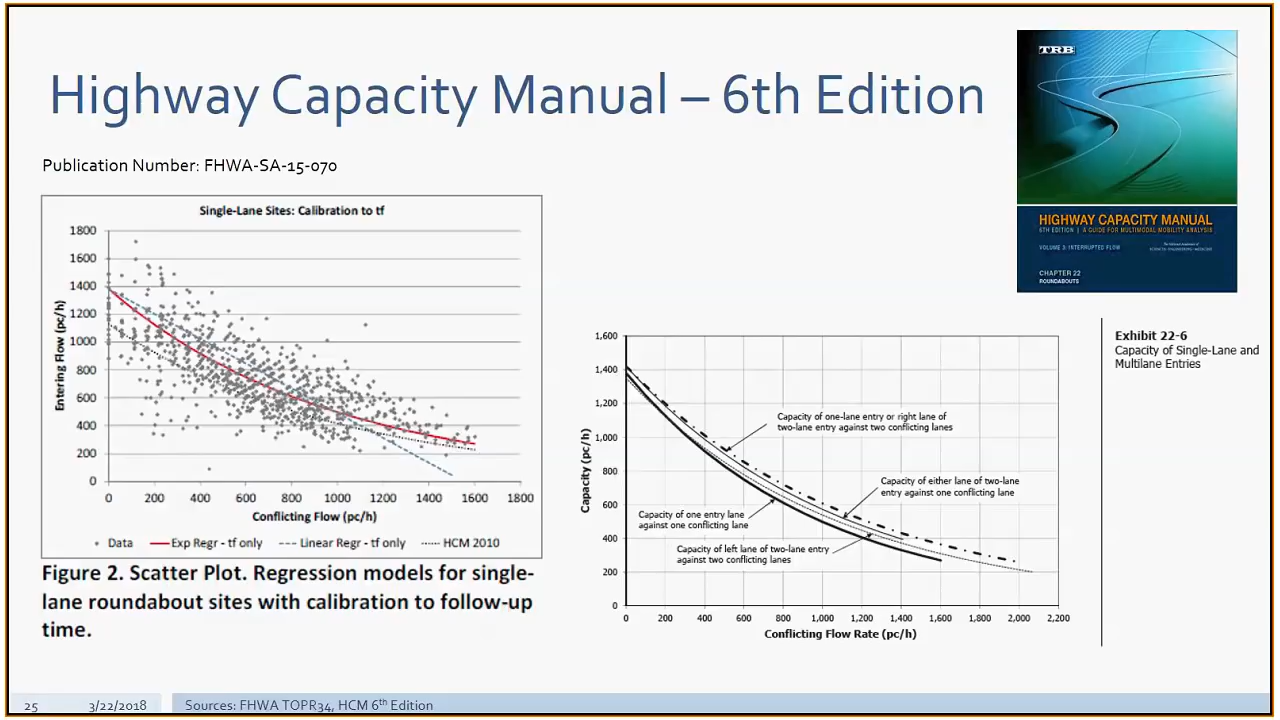 Highway Capacity Manual – 6th Edition
TRB
HIGHWAY CAPACITY MANUAL
6TH EDITION | A GUIDE FOR MULTIMODAL MOBILITY ANALYSIS
VOLUME 3: INTERRUPTED FLOW
CHAPTER 22
ROUNDABOUTS
Publication Number: FHWA-SA-15-070
Single-Lane Sites: Calibration to tf
Entering Flow (pc/h)
1800
1600
1400
1200
1000
800
600
400
200
0
0 200 400 600 800 1000 1200 1400 1600 1800
Conflicting Flow (pc/h)
Data Exp Regr - tf only Linear Regr - tf only HCM 2010
Figure 2. Scatter Plot. Regression models for single-
lane roundabout sites with calibration to follow-up
time.
Capacity (pc/h)
1,600
1,400
1,200
1,000
800
600
400
200
0
Capacity of one-lane entry or right lane of
two-lane entry against two conflicting lanes
Capacity of either lane of two-lane
entry against one conflicting lane
Capacity of one entry lane
against one conflicting lane
Capacity of left lane of two-lane entry
against two conflicting lanes
0 200 400 600 800 1,000 1,200 1,400 1,600 1,800 2,000 2,200
Conflicting Flow Rate (pc/h)
Exhibit 22-6
Capacity of Single-Lane and
Multilane Entries
25 3/22/2018 Sources: FHWA TOPR34, HCM 6th Edition